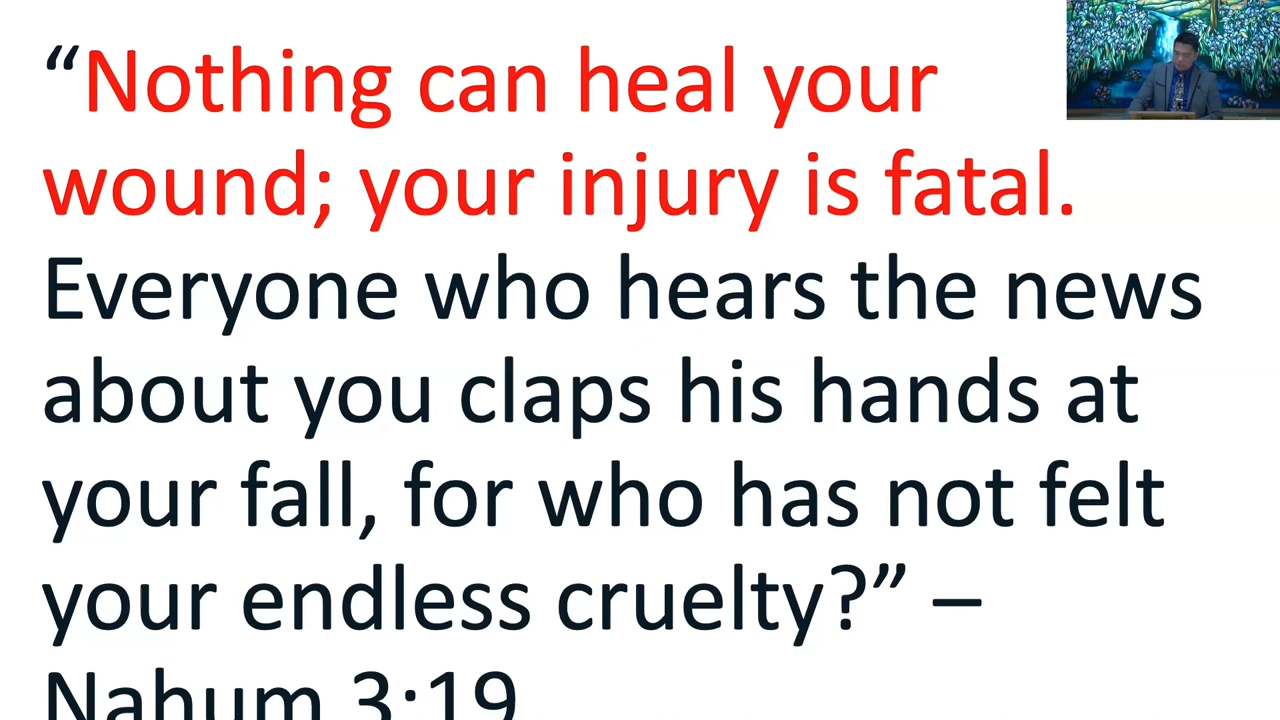 “Nothing can heal your
wound; your injury is fatal.
Everyone who hears the news
about you claps his hands at
your fall, for who has not felt
your endless cruelty?” –
Nahum 3:19